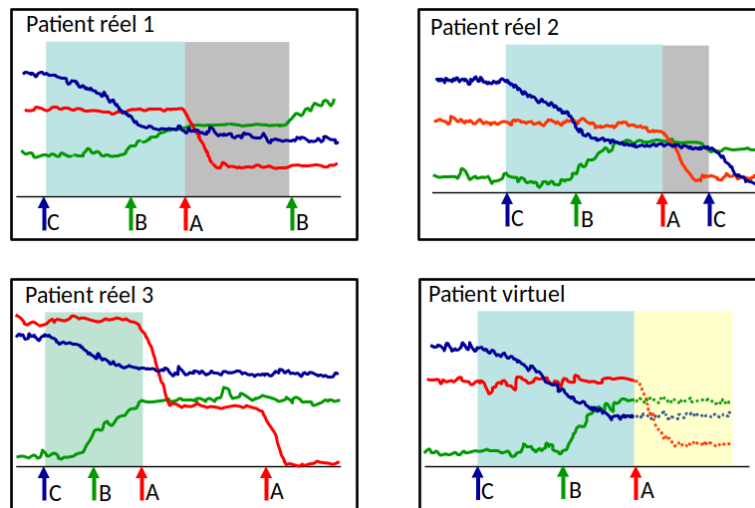 Patient réel 1
C
B
A
B
Patient réel 2
C
B
A
C
Patient réel 3
C
B
A
A
Patient virtuel
C
B
A